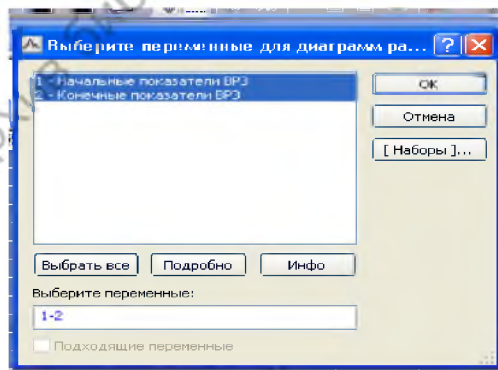 Выберите переменные для диаграмм ра...
1 - Начальные показатели ВРЗ
2 - Конечные показатели ВРЗ
ОК
Отмена
[ Наборы ]...
Выбрать все
Подробно
Инфо
Выберите переменные:
1-2
Подходящие переменные